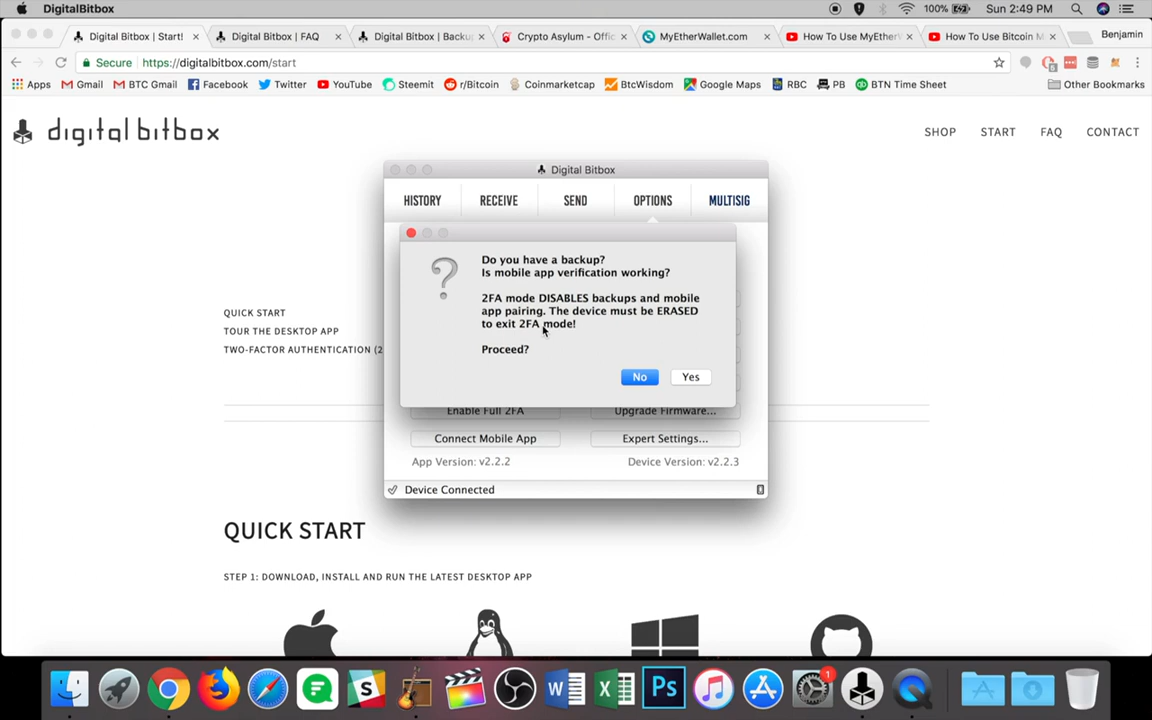 DigitalBitbox
100%
Sun 2:49 PM
Digital Bitbox | Start!
Digital Bitbox | FAQ
Digital Bitbox | Backup
Crypto Asylum - Offic
MyEtherWallet.com
How To Use MyEtherV
How To Use Bitcoin M
Benjamin
Secure
https://digitalbitbox.com/start
Apps
Gmail
BTC Gmail
Facebook
Twitter
YouTube
Steemit
r/Bitcoin
Coinmarketcap
BtcWisdom
Google Maps
RBC
PB
BTN Time Sheet
Other Bookmarks
digital bitbox
SHOP
START
FAQ
CONTACT
Digital Bitbox
HISTORY
RECEIVE
SEND
OPTIONS
MULTISIG
Do you have a backup?
Is mobile app verification working?
2FA mode DISABLES backups and mobile
app pairing. The device must be ERASED
to exit 2FA mode!
Proceed?
No
Yes
QUICK START
TOUR THE DESKTOP APP
TWO-FACTOR AUTHENTICATION (2
Enable Full 2FA
Upgrade Firmware...
Connect Mobile App
Expert Settings...
App Version: v2.2.2
Device Version: v2.2.3
Device Connected
QUICK START
STEP 1: DOWNLOAD, INSTALL AND RUN THE LATEST DESKTOP APP
Ps
1